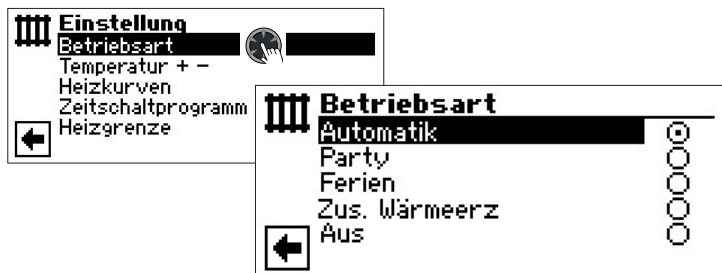 Einstellung
Betriebsart
Temperatur + −
Heizkurven
Zeitschaltprogramm
Heizgrenze
Betriebsart
Automatik
Party
Ferien
Zus. Wärmeerz
Aus